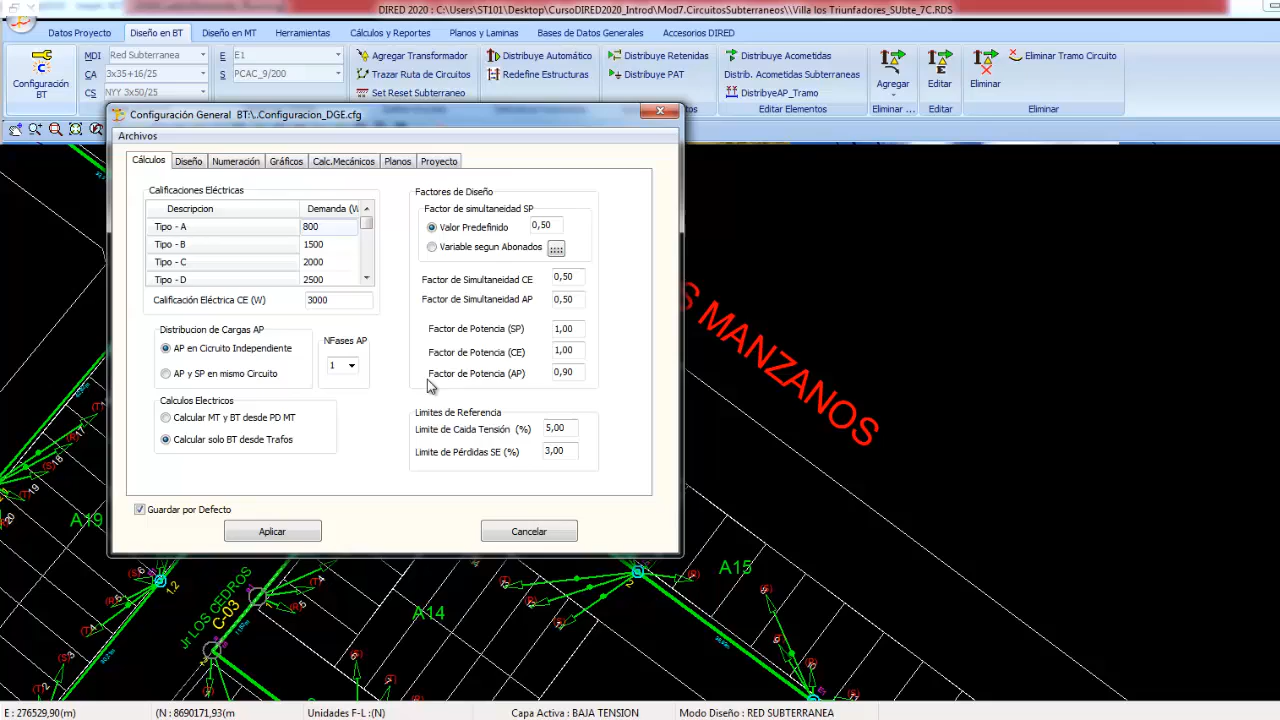 DIRED 2020 : C:\Users\ST101\Desktop\CursoDIRED2020_Introd\Mod7.CircuitosSubterraneos\\Villa los Triunfadores_SUbte_7C.RDS
Datos Proyecto Diseño en BT Diseño en MT Herramientas Cálculos y Reportes Planos y Laminas Bases de Datos Generales Accesorios DIRED
Configuración BT
MDI Red Subterranea
CA 3x35+16/25
CS NYY 3x50/25
E E1
S PCAC_9/200
Agregar Transformado
Trazar Ruta de Circuitos
Set Reset Subterraneo
Distribuye Automático
Redefine Estructuras
Distribuye Retenidas
Distribuye PAT
Distribuye Acometidas
Distrib. Acometidas Subterraneas
DistribyeAP_Tramo
Editar Elementos
Agregar
Eliminar ...
Editar
Editar
Eliminar
Eliminar Tramo Circuito
Eliminar
Configuración General BT:\..Configuracion_DGE.cfg
Archivos
Cálculos Diseño Numeración Gráficos Calc.Mecánicos Planos Proyecto
Calificaciones Eléctricas
Descripcion Demanda (W
Tipo - A 800
Tipo - B 1500
Tipo - C 2000
Tipo - D 2500
Calificación Eléctrica CE (W) 3000
Distribucion de Cargas AP
AP en Cicruito Independiente
AP y SP en mismo Circuito
NFases AP
1
Calculos Electricos
Calcular MT y BT desde PD MT
Calcular solo BT desde Trafos
Factores de Diseño
Factor de simultaneidad SP
Valor Predefinido 0,50
Variable segun Abonados
Factor de Simultaneidad CE 0,50
Factor de Simultaneidad AP 0,50
Factor de Potencia (SP) 1,00
Factor de Potencia (CE) 1,00
Factor de Potencia (AP) 0,90
Limites de Referencia
Limite de Caida Tensión (%) 5,00
Limite de Pérdidas SE (%) 3,00
Guardar por Defecto
Aplicar Cancelar
S MANZANOS
A19
A15
A14
Jr LOS CEDROS
C-03
E : 276529,90(m) (N : 8690171,93(m Unidades F-L :(N) Capa Activa : BAJA TENSION Modo Diseño : RED SUBTERRANEA